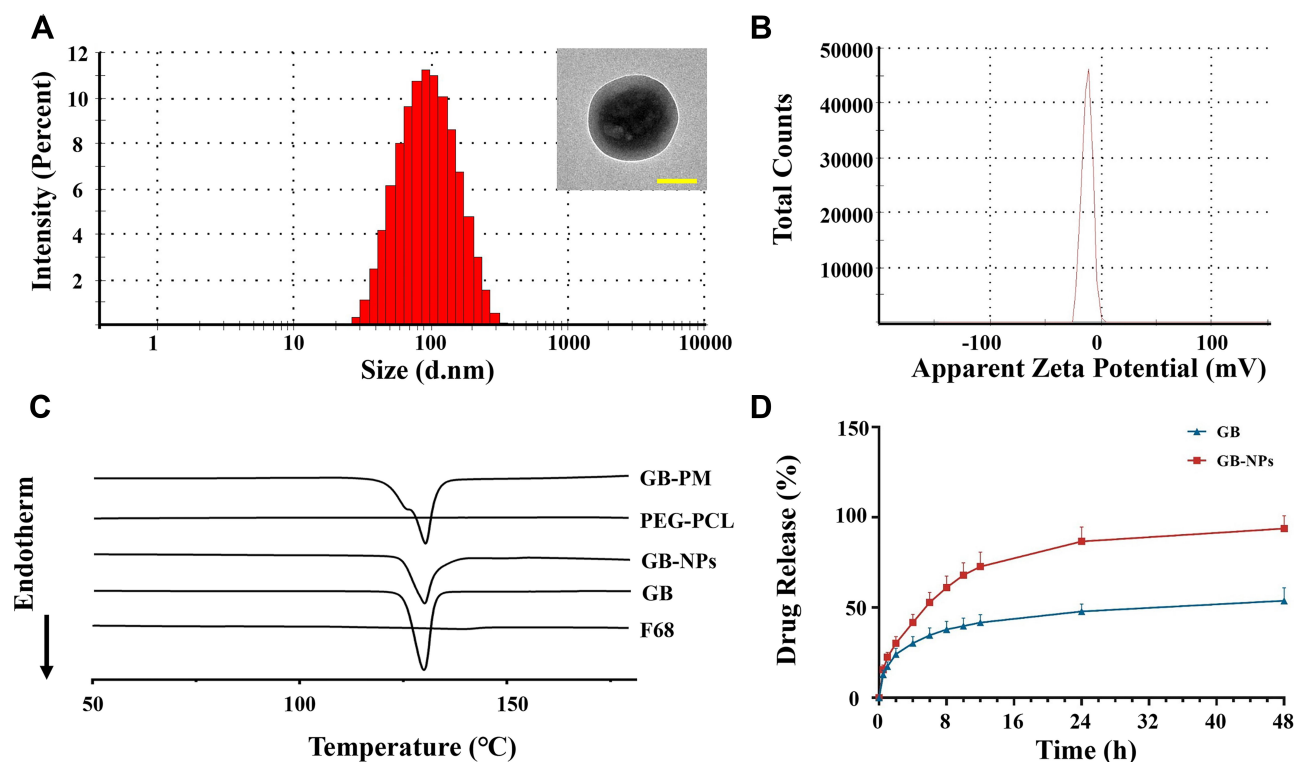 A
Intensity (Percent)
12
10
8
6
4
2
1 10 100 1000 10000
Size (d.nm)
B
Total Counts
50000
40000
30000
20000
10000
-100 0 100
Apparent Zeta Potential (mV)
C
Endotherm
GB-PM
PEG-PCL
GB-NPs
GB
F68
50 100 150
Temperature (°C)
D
Drug Release (%)
150
100
50
0
GB
GB-NPs
0 8 16 24 32 40 48
Time (h)